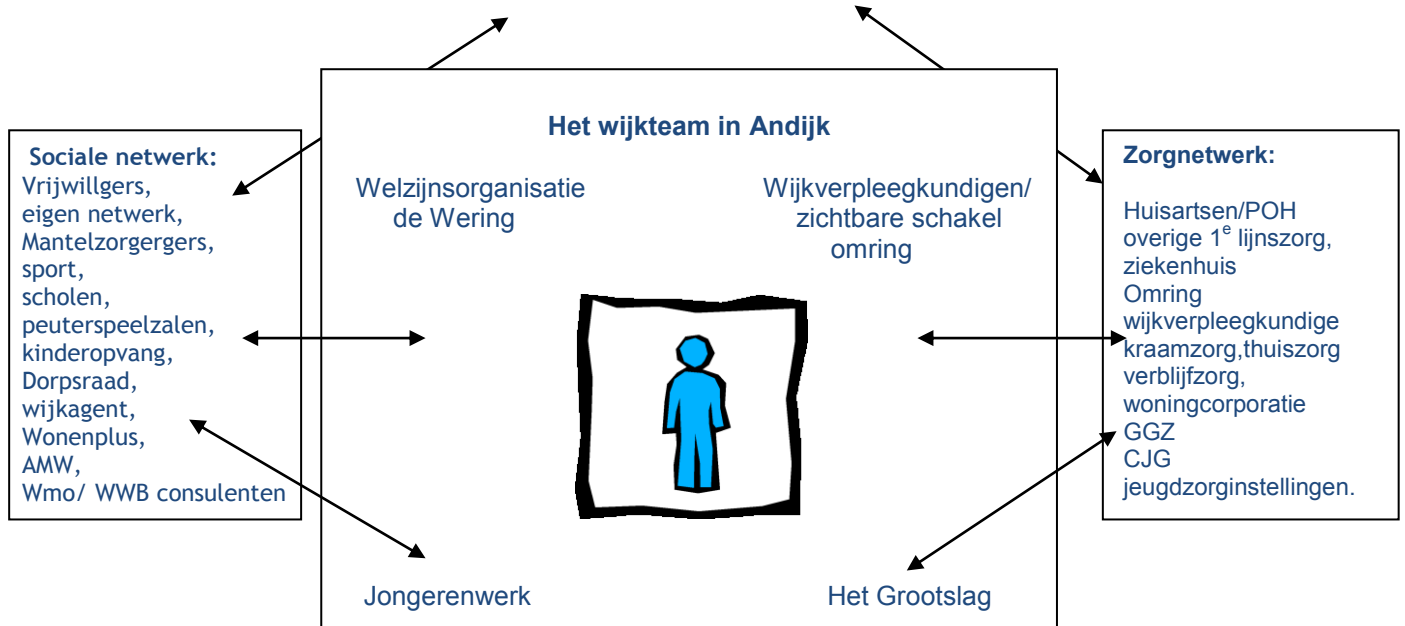 Het wijkteam in Andijk
Sociale netwerk:
Vrijwillgers,
eigen netwerk,
Mantelzorgergers,
sport,
scholen,
peuterspeelzalen,
kinderopvang,
Dorpsraad,
wijkagent,
Wonenplus,
AMW,
Wmo/ WWB consulenten
Welzijnsorganisatie
de Wering
Wijkverpleegkundigen/
zichtbare schakel
omring
Jongerenwerk
Het Grootslag
Zorgnetwerk:
Huisartsen/POH
overige 1e lijnszorg,
ziekenhuis
Omring
wijkverpleegkundige
kraamzorg,thuiszorg
verblijfzorg,
woningcorporatie
GGZ
CJG
jeugdzorginstellingen.